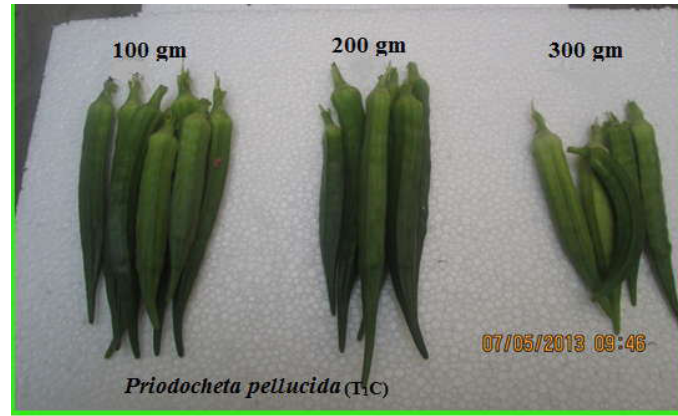 100 gm
200 gm
300 gm
07/05/2013 09:46
Priodocheta pellucida (T₁C)